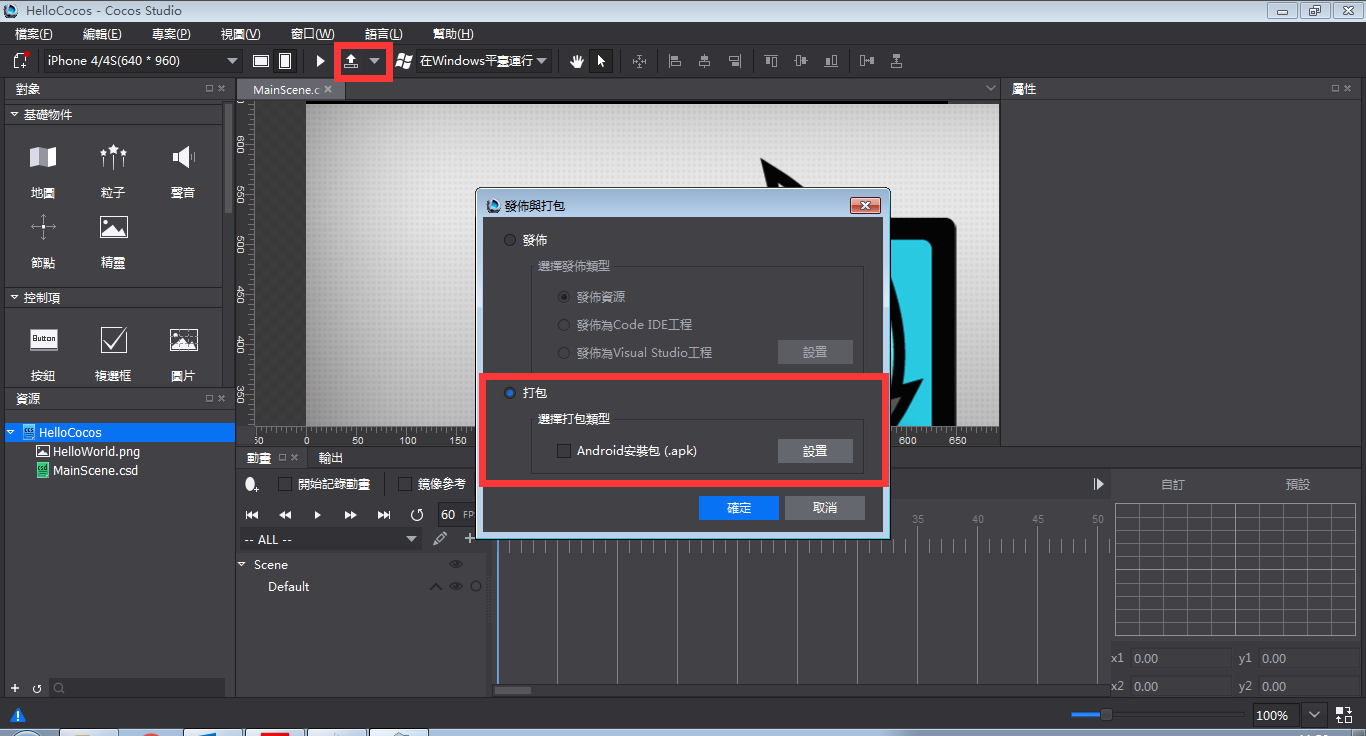 HelloCocos - Cocos Studio
檔案(F) 編輯(E) 專案(P) 視圖(V) 窗口(W) 語言(L) 幫助(H)
iPhone 4/4S(640 * 960) 在Windows平臺運行
對象
MainScene.c
屬性
基礎物件
地圖 粒子 聲音
節點 精靈
控制項
Button
按鈕 複選框 圖片
資源
HelloCocos
HelloWorld.png
MainScene.csd
600
550
500
450
400
350
50 0 50 100 150 600 650
發佈與打包
發佈
選擇發佈類型
發佈資源
發佈為Code IDE工程
發佈為Visual Studio工程
設置
打包
選擇打包類型
Android安裝包 (.apk)
設置
確定 取消
動畫 輸出
開始記錄動畫 鏡像參考
60 FP
-- ALL --
35 40 45 50
Scene
Default
自訂 預設
x1 0.00 y1 0.00
x2 0.00 y2 0.00
100%